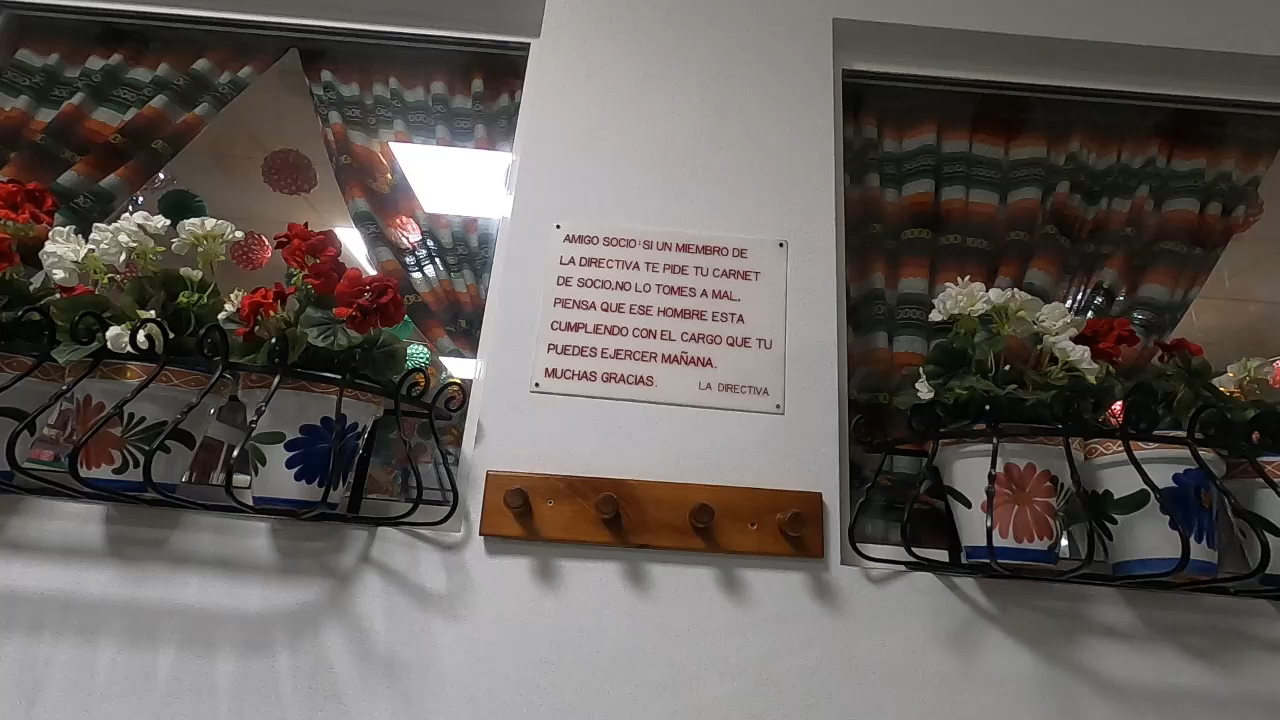 AMIGO SOCIO:SI UN MIEMBRO DE
LA DIRECTIVA TE PIDE TU CARNET
DE SOCIO,NO LO TOMES A MAL.
PIENSA QUE ESE HOMBRE ESTA
CUMPLIENDO CON EL CARGO QUE TU
PUEDES EJERCER MAÑANA.
MUCHAS GRACIAS.
LA DIRECTIVA